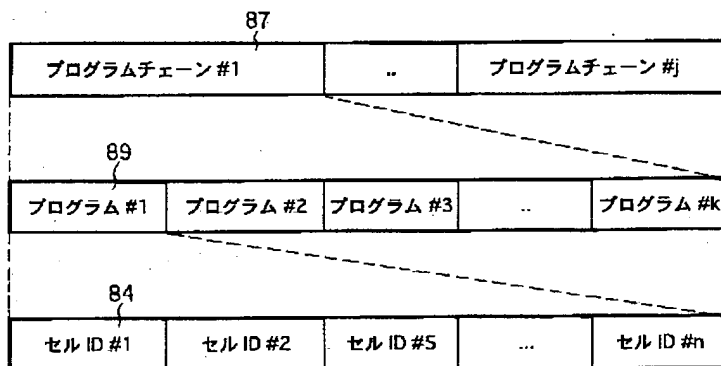 87
プログラムチェーン #1 .. プログラムチェーン #j
89
プログラム #1 プログラム #2 プログラム #3 .. プログラム #k
84
セル ID #1 セル ID #2 セル ID #5 ... セル ID #n